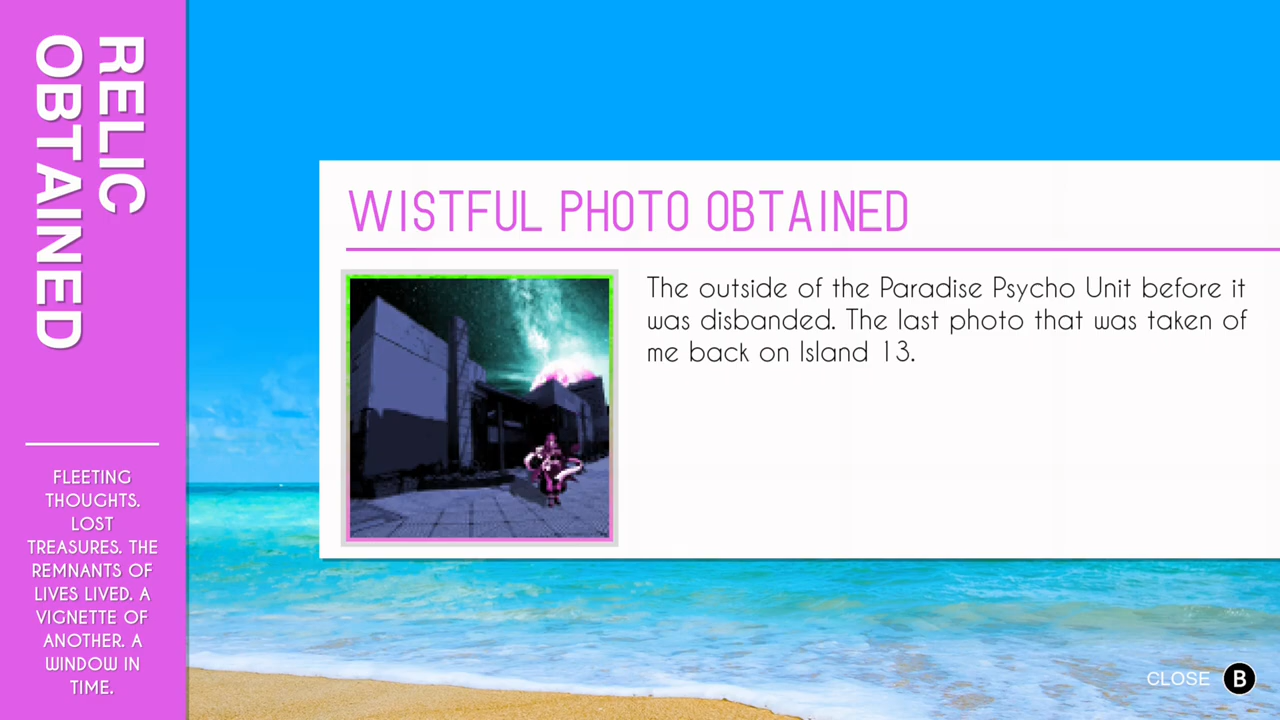 RELIC
OBTAINED
FLEETING
THOUGHTS.
LOST
TREASURES. THE
REMNANTS OF
LIVES LIVED. A
VIGNETTE OF
ANOTHER. A
WINDOW IN
TIME.
WISTFUL PHOTO OBTAINED
The outside of the Paradise Psycho Unit before it
was disbanded. The last photo that was taken of
me back on Island 13.
CLOSE B